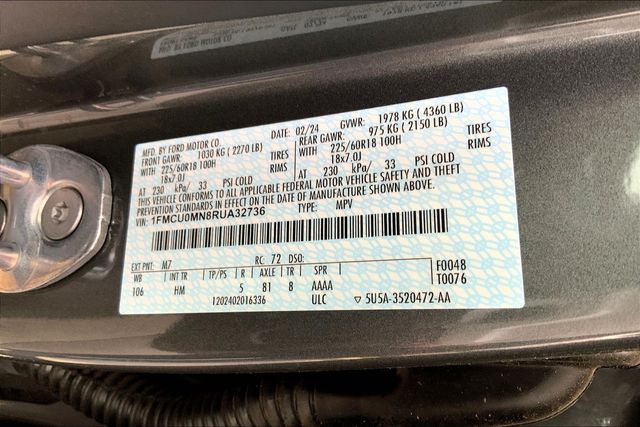 MFD. BY FORD MOTOR CO.
DATE: 02/24 GVWR: 1978 KG ( 4360 LB)
FRONT GAWR: 1030 KG ( 2270 LB) REAR GAWR: 975 KG ( 2150 LB)
WITH 225/60R18 100H TIRES WITH 225/60R18 100H TIRES
18x7.0J RIMS 18x7.0J RIMS
AT 230 kPa/ 33 PSI COLD AT 230 kPa/ 33 PSI COLD
THIS VEHICLE CONFORMS TO ALL APPLICABLE FEDERAL MOTOR VEHICLE SAFETY AND BUMPER STANDARDS IN EFFECT ON THE DATE OF MANUFACTURE SHOWN ABOVE.
VIN: 1FMCU0MN8RUA32736 TYPE: MPV
EXT PNT: M7 RC: 72
WB INT TR TP/PS R AXLE TR SPR F0048
106 HM 5 81 8 AAAA T0076
1202402016336 ULC ▽ 5U5A-3520472-AA